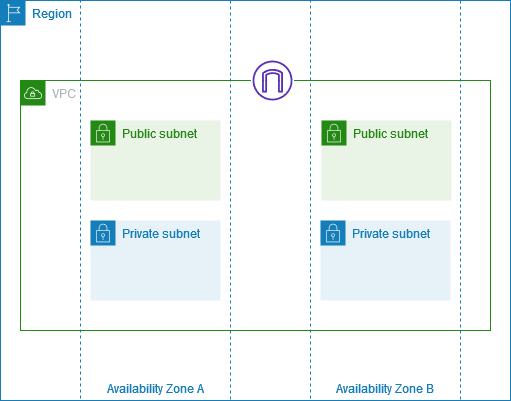 Region
VPC
Public subnet
Public subnet
Private subnet
Private subnet
Availability Zone A
Availability Zone B